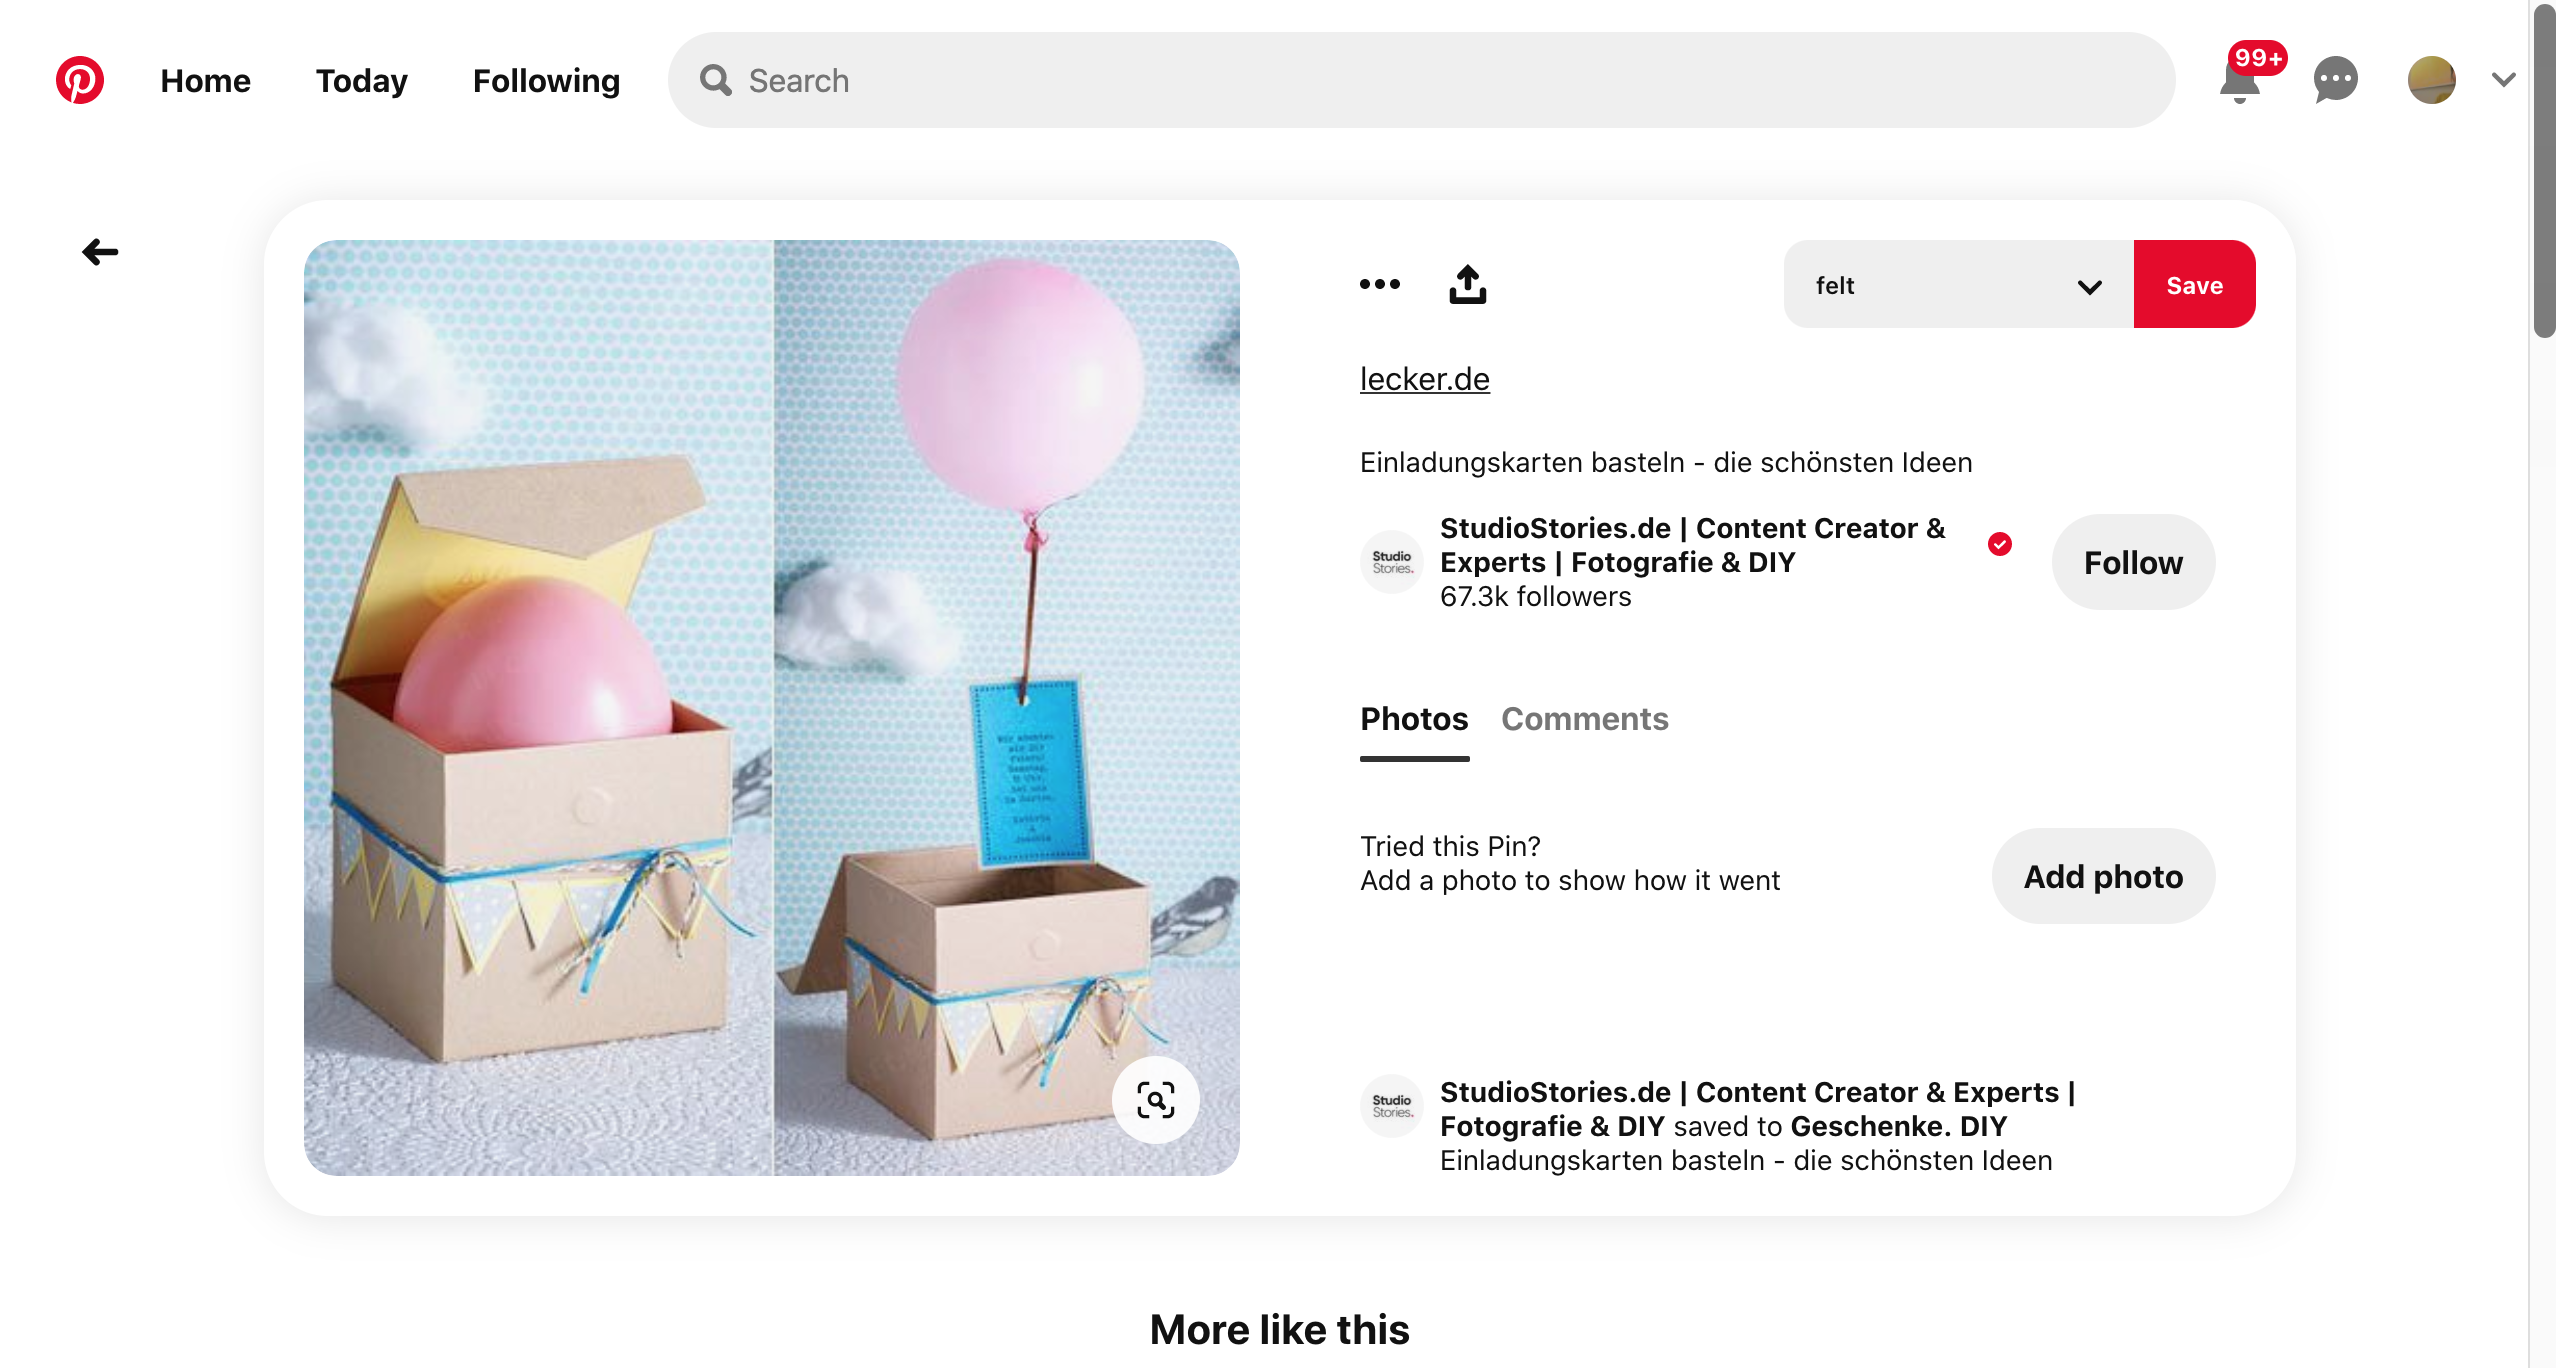 Home
Today
Following
Search
99+
felt
Save
lecker.de
Einladungskarten basteln - die schönsten Ideen
Studio
Stories.
StudioStories.de | Content Creator &
Experts | Fotografie & DIY
67.3k followers
Follow
Photos
Comments
Tried this Pin?
Add a photo to show how it went
Add photo
Studio
Stories.
StudioStories.de | Content Creator & Experts |
Fotografie & DIY saved to Geschenke. DIY
Einladungskarten basteln - die schönsten Ideen
More like this